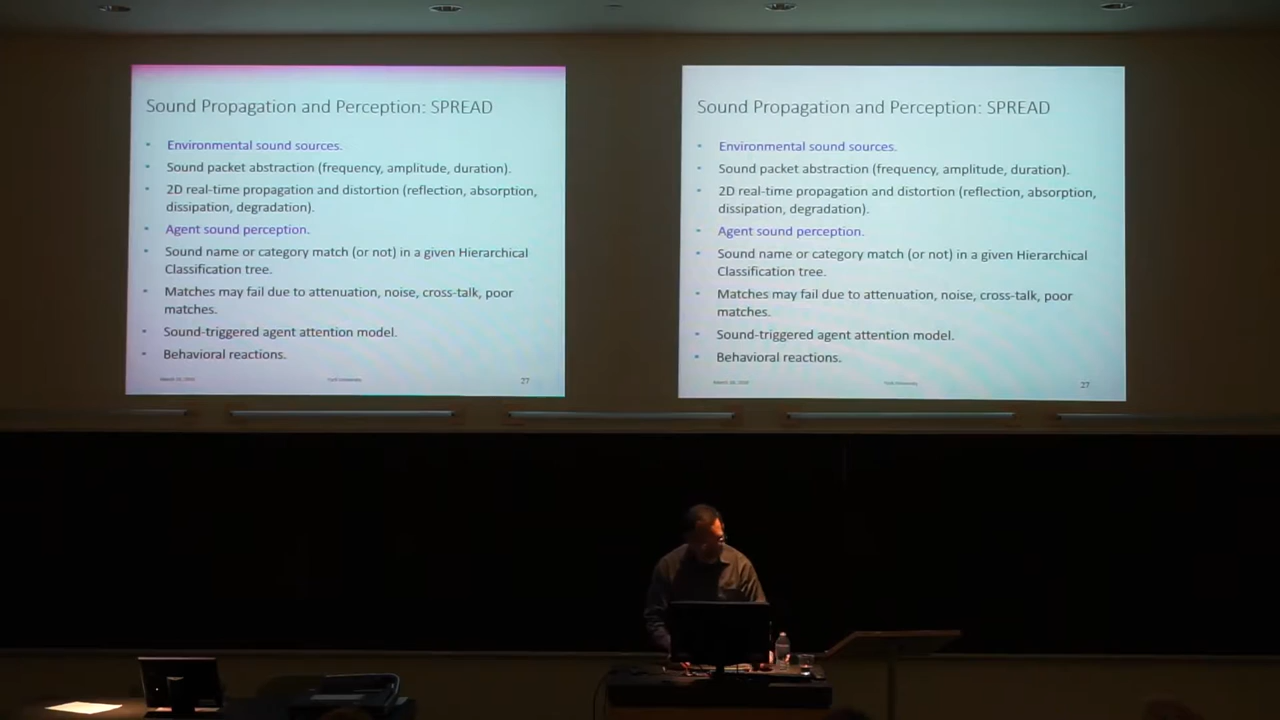 Sound Propagation and Perception: SPREAD
• Environmental sound sources.
• Sound packet abstraction (frequency, amplitude, duration).
• 2D real-time propagation and distortion (reflection, absorption,
dissipation, degradation).
• Agent sound perception.
• Sound name or category match (or not) in a given Hierarchical
Classification tree.
• Matches may fail due to attenuation, noise, cross-talk, poor
matches.
• Sound-triggered agent attention model.
• Behavioral reactions.
York University
27
Sound Propagation and Perception: SPREAD
• Environmental sound sources.
• Sound packet abstraction (frequency, amplitude, duration).
• 2D real-time propagation and distortion (reflection, absorption,
dissipation, degradation).
• Agent sound perception.
• Sound name or category match (or not) in a given Hierarchical
Classification tree.
• Matches may fail due to attenuation, noise, cross-talk, poor
matches.
• Sound-triggered agent attention model.
• Behavioral reactions.
York University
27